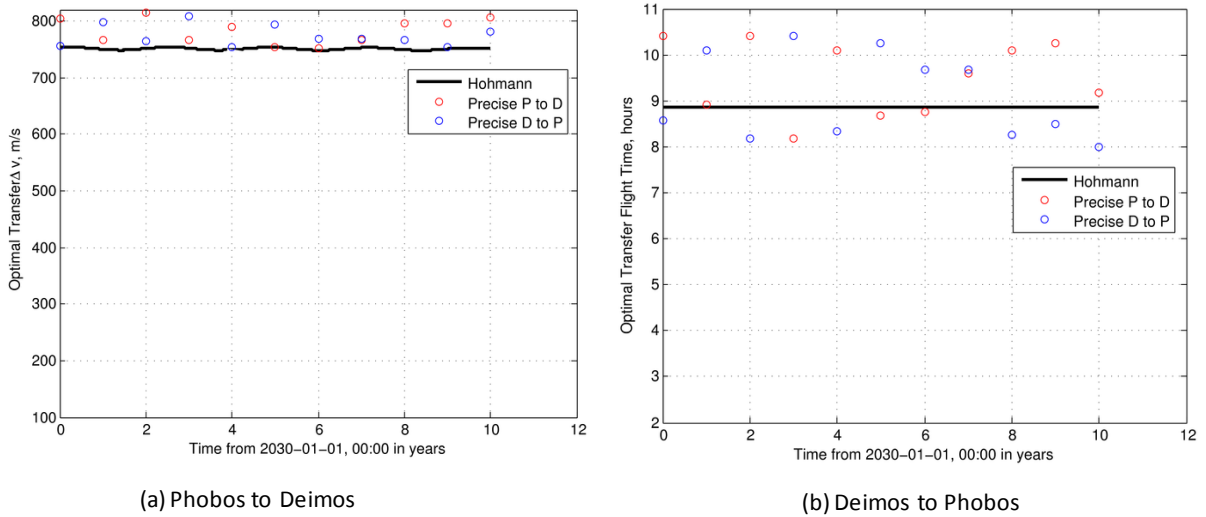 800
700
600
500
400
300
200
100
0
2
4
6
8
10
12
Optimal TransferΔ v, m/s
Time from 2030−01−01, 00:00 in years
Hohmann
Precise P to D
Precise D to P
(a) Phobos to Deimos
11
10
9
8
7
6
5
4
3
2
0
2
4
6
8
10
12
Optimal Transfer Flight Time, hours
Time from 2030−01−01, 00:00 in years
Hohmann
Precise P to D
Precise D to P
(b) Deimos to Phobos